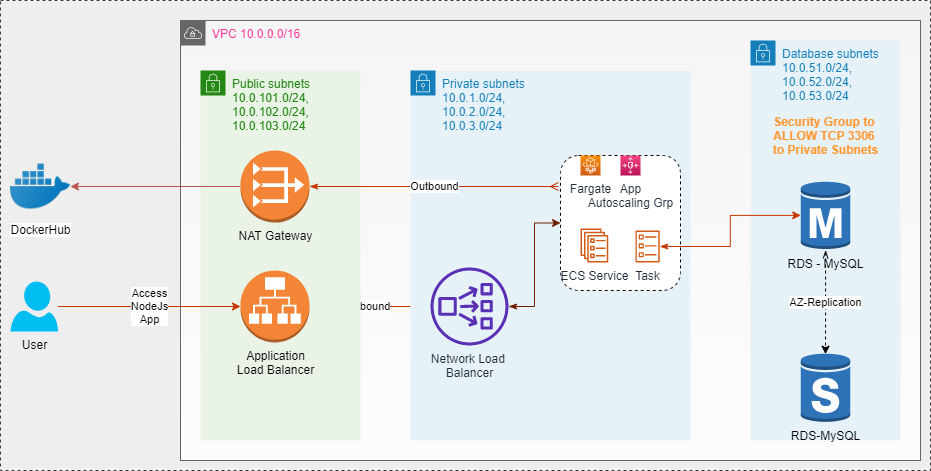 VPC 10.0.0.0/16
Public subnets
10.0.101.0/24,
10.0.102.0/24,
10.0.103.0/24
Private subnets
10.0.1.0/24,
10.0.2.0/24,
10.0.3.0/24
Database subnets
10.0.51.0/24,
10.0.52.0/24,
10.0.53.0/24
Security Group to
ALLOW TCP 3306
to Private Subnets
DockerHub
NAT Gateway
Outbound
Fargate
App
Autoscaling Grp
ECS Service
Task
M
RDS - MySQL
AZ-Replication
User
Access
NodeJs
App
Application
Load Balancer
bound
Network Load
Balancer
S
RDS-MySQL